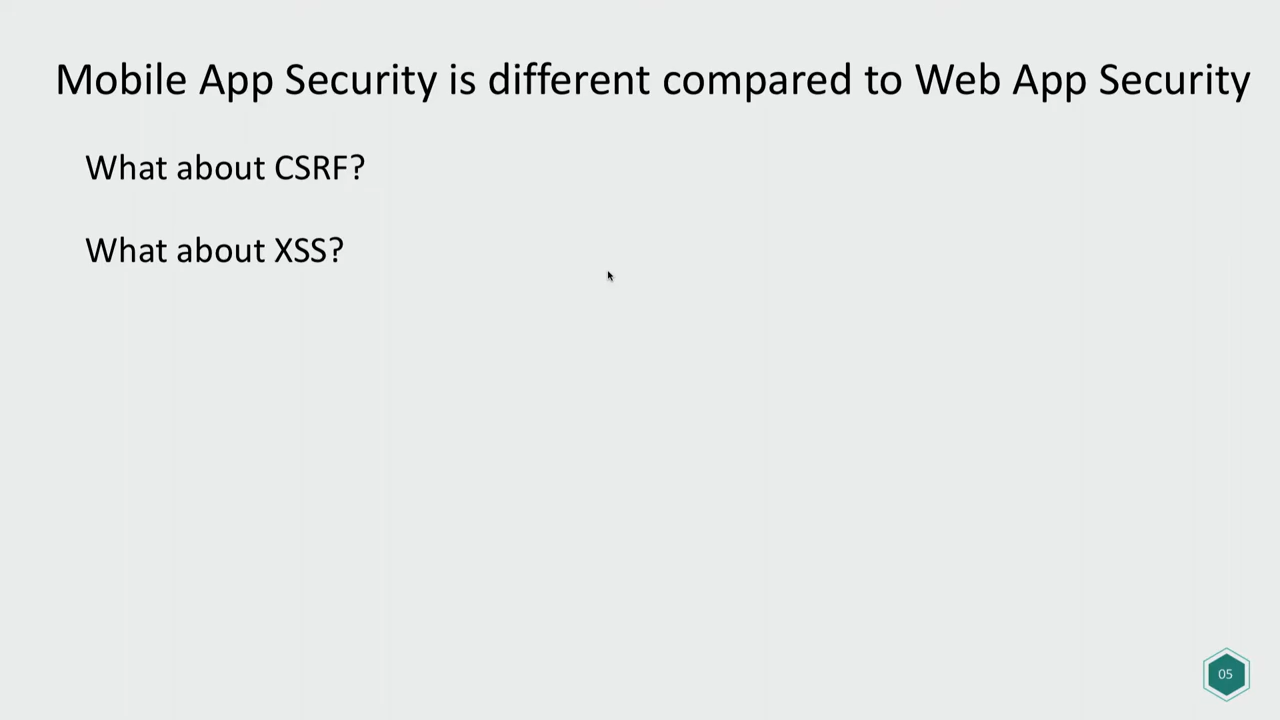 Mobile App Security is different compared to Web App Security
What about CSRF?
What about XSS?
05